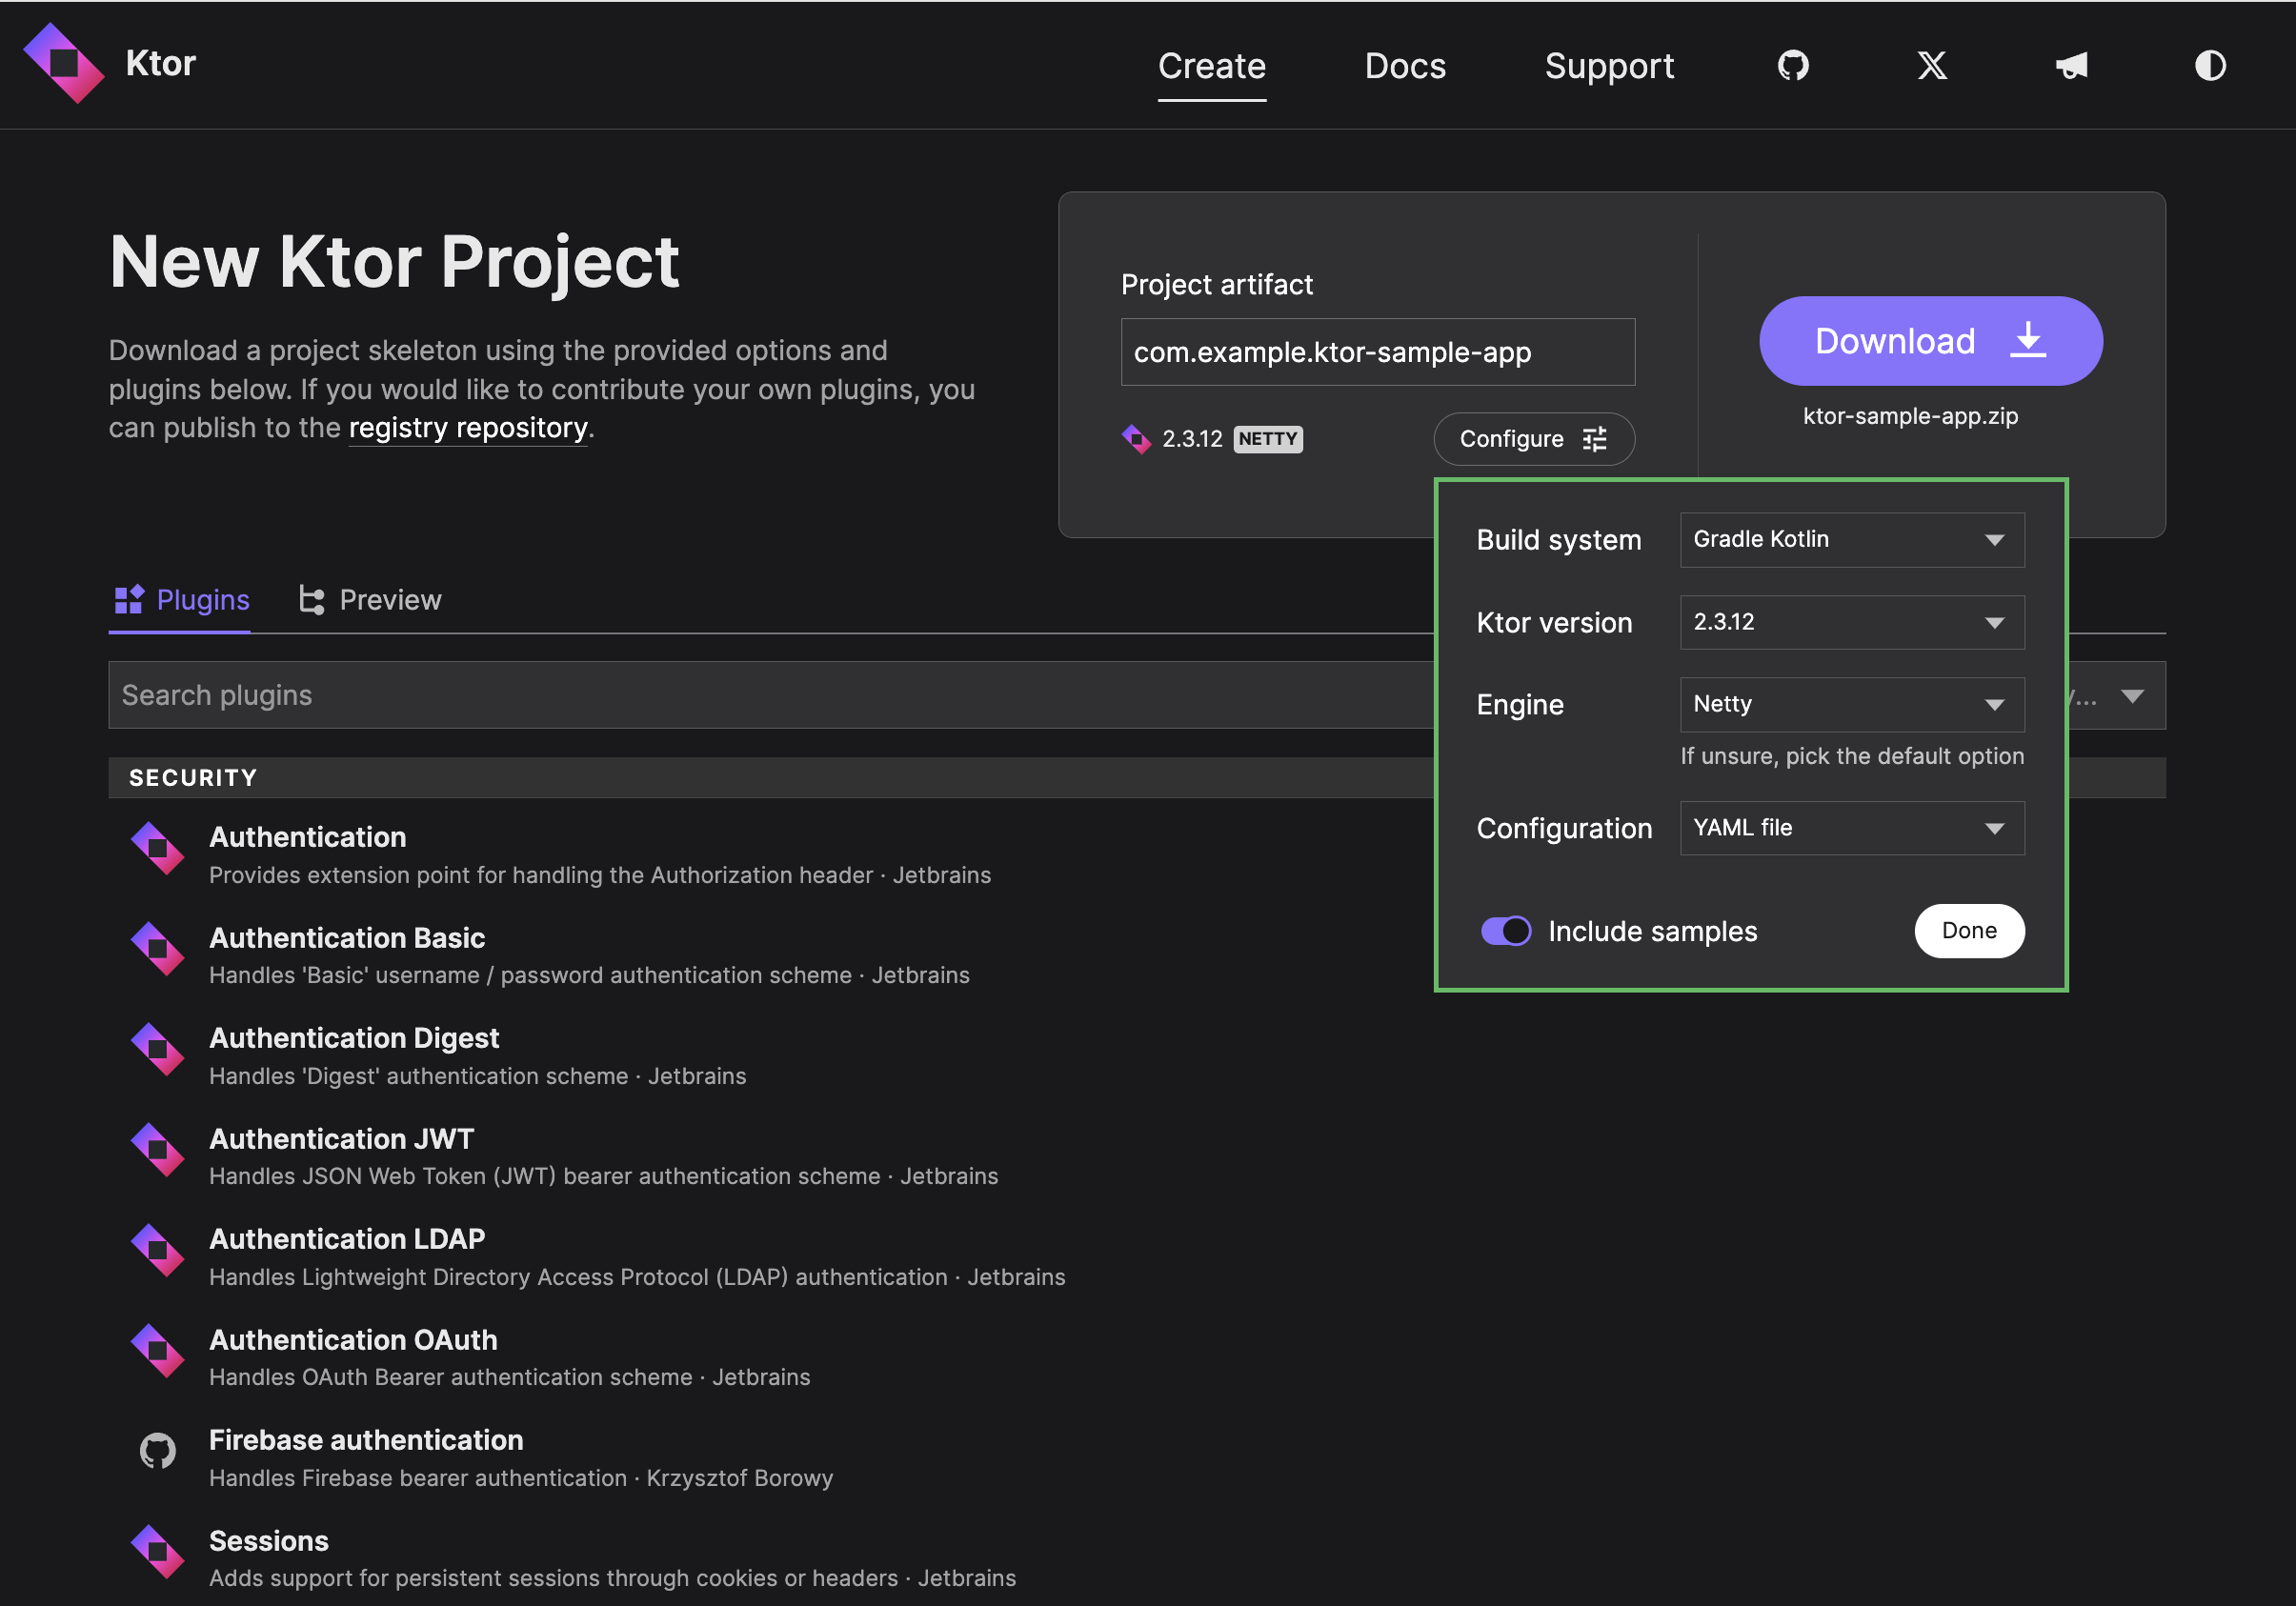 Ktor
Create
Docs
Support
New Ktor Project
Download a project skeleton using the provided options and
plugins below. If you would like to contribute your own plugins, you
can publish to the registry repository.
Project artifact
com.example.ktor-sample-app
2.3.12 NETTY
Configure
Download
ktor-sample-app.zip
Build system
Gradle Kotlin
Ktor version
2.3.12
Engine
Netty
If unsure, pick the default option
Configuration
YAML file
Include samples
Done
Plugins
Preview
Search plugins
SECURITY
Authentication
Provides extension point for handling the Authorization header · Jetbrains
Authentication Basic
Handles 'Basic' username / password authentication scheme · Jetbrains
Authentication Digest
Handles 'Digest' authentication scheme · Jetbrains
Authentication JWT
Handles JSON Web Token (JWT) bearer authentication scheme · Jetbrains
Authentication LDAP
Handles Lightweight Directory Access Protocol (LDAP) authentication · Jetbrains
Authentication OAuth
Handles OAuth Bearer authentication scheme · Jetbrains
Firebase authentication
Handles Firebase bearer authentication · Krzysztof Borowy
Sessions
Adds support for persistent sessions through cookies or headers · Jetbrains